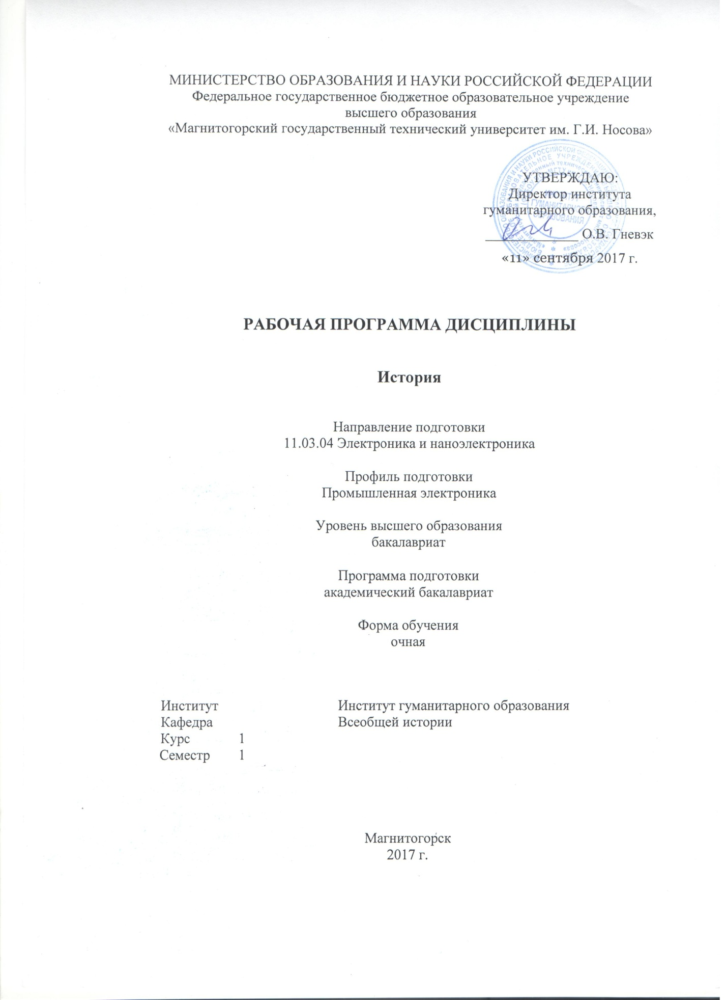 МИНИСТЕРСТВО ОБРАЗОВАНИЯ И НАУКИ РОССИЙСКОЙ ФЕДЕРАЦИИ
Федеральное государственное бюджетное образовательное учреждение
высшего образования
«Магнитогорский государственный технический университет им. Г.И. Носова»
УТВЕРЖДАЮ:
Директор института
гуманитарного образования,
О.В. Гневэк
«11» сентября 2017 г.
РАБОЧАЯ ПРОГРАММА ДИСЦИПЛИНЫ
История
Направление подготовки
11.03.04 Электроника и наноэлектроника
Профиль подготовки
Промышленная электроника
Уровень высшего образования
бакалавриат
Программа подготовки
академический бакалавриат
Форма обучения
очная
Институт Институт гуманитарного образования
Кафедра Всеобщей истории
Курс 1
Семестр 1
Магнитогорск
2017 г.